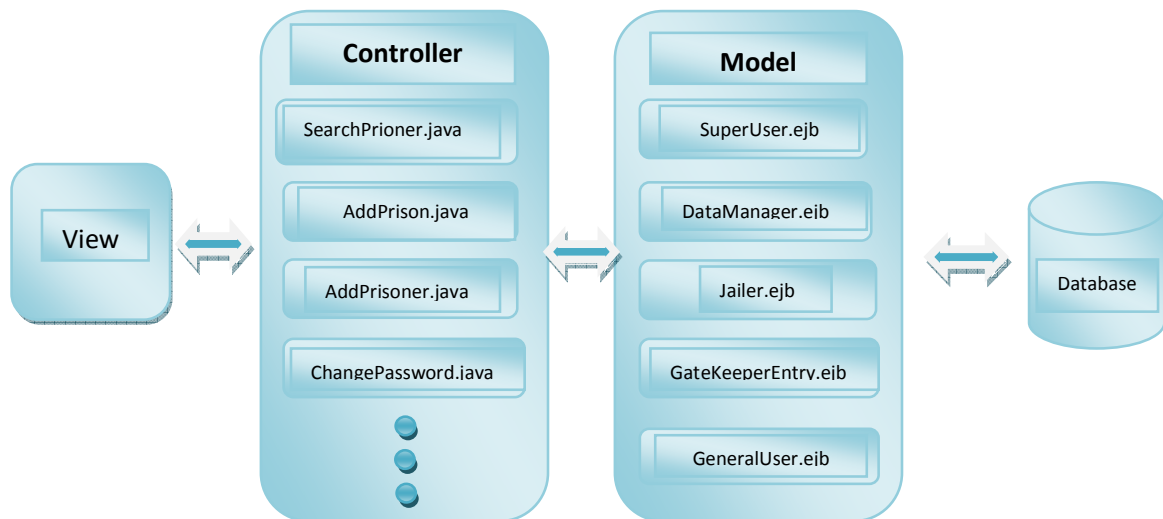 Controller
Model
SearchPrioner.java
SuperUser.ejb
View
AddPrison.java
DataManager.ejb
AddPrisoner.java
Jailer.ejb
Database
ChangePassword.java
GateKeeperEntry.ejb
GeneralUser.ejb